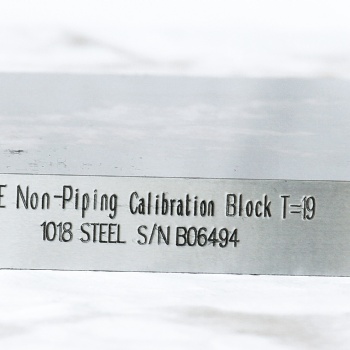 E Non-Piping Calibration Block T=19
1018 STEEL S/N B06494